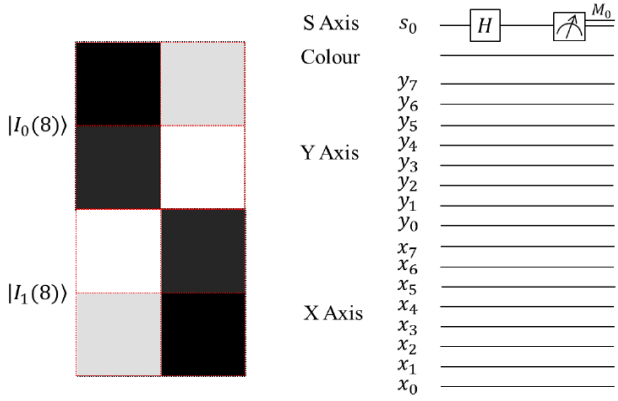 |I₀(8)⟩
|I₁(8)⟩
S Axis s₀ H M₀
Colour
y₇
y₆
y₅
Y Axis y₄
y₃
y₂
y₁
y₀
x₇
x₆
x₅
X Axis x₄
x₃
x₂
x₁
x₀